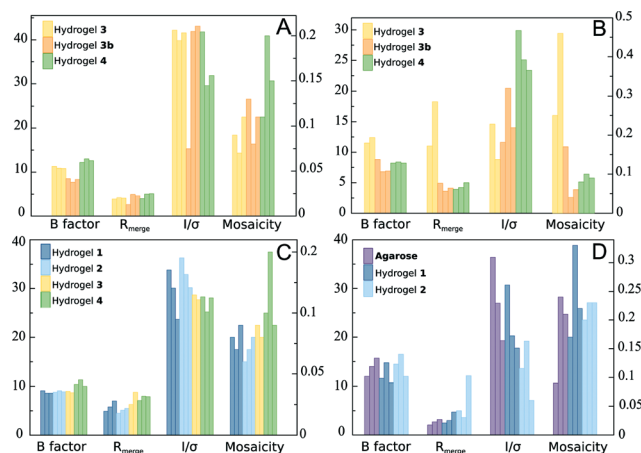 A
Hydrogel 3
Hydrogel 3b
Hydrogel 4
40
30
20
10
0
0.2
0.15
0.1
0.05
0
B factor
Rmerge
I/σ
Mosaicity
B
Hydrogel 3
Hydrogel 3b
Hydrogel 4
30
25
20
15
10
5
0
0.5
0.4
0.3
0.2
0.1
0
B factor
Rmerge
I/σ
Mosaicity
C
Hydrogel 1
Hydrogel 2
Hydrogel 3
Hydrogel 4
40
30
20
10
0
0.2
0.1
0.05
0
B factor
Rmerge
I/σ
Mosaicity
D
Agarose
Hydrogel 1
Hydrogel 2
40
30
20
10
0
0.3
0.2
0.15
0.1
0.05
0
B factor
Rmerge
I/σ
Mosaicity